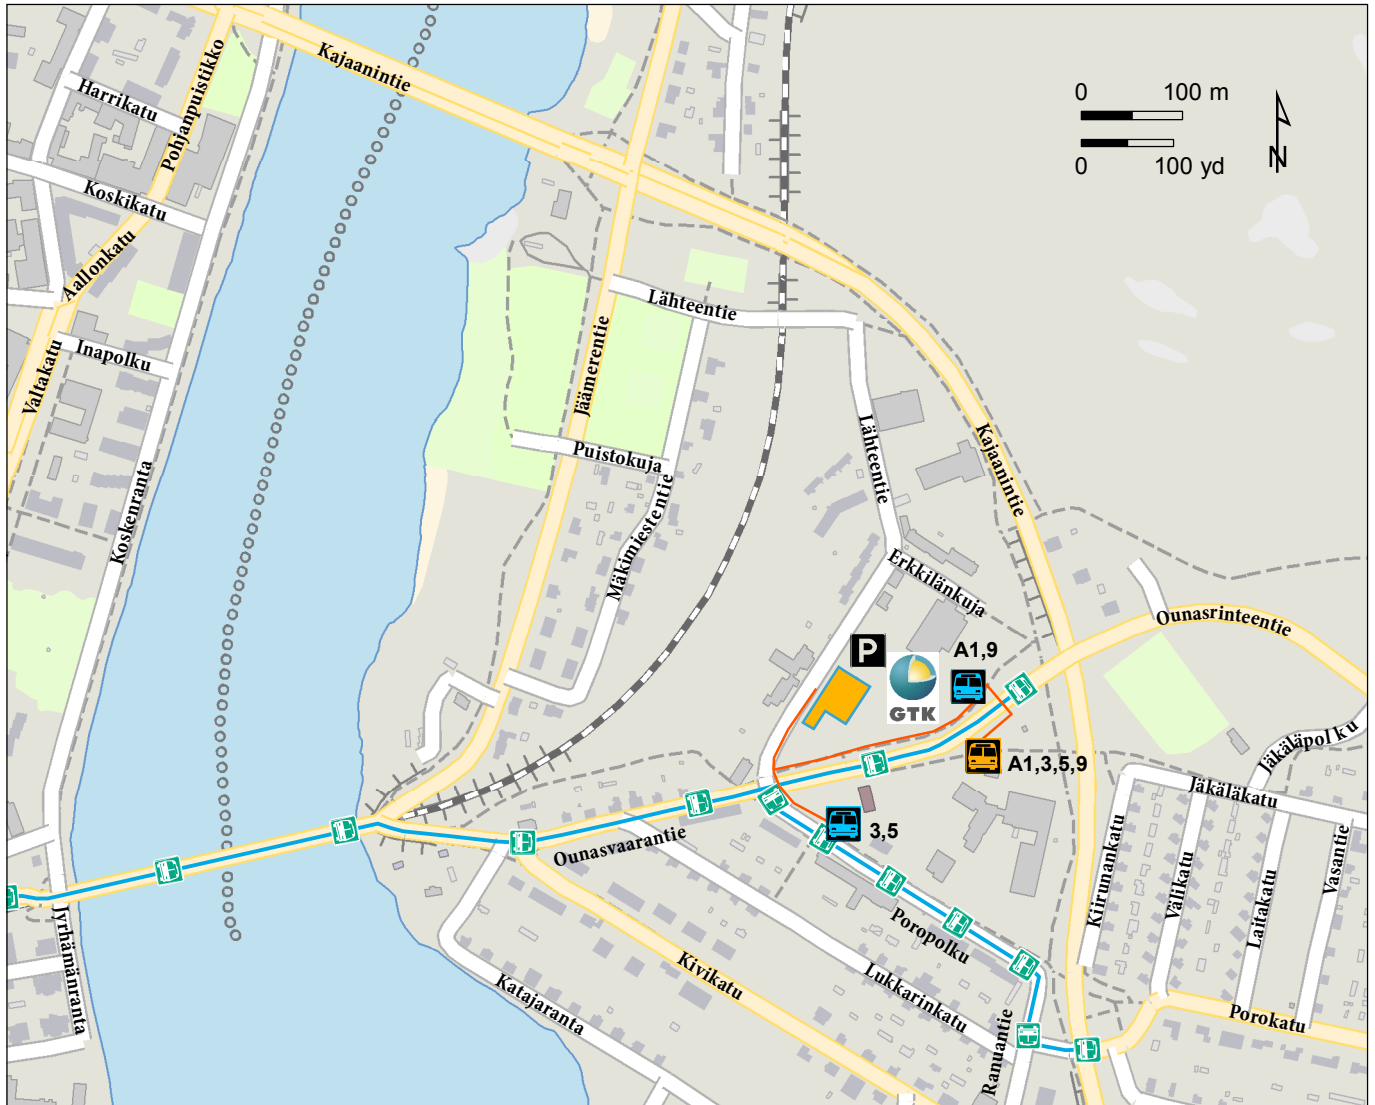 Kajaanintie
Pohjanpuistikko
Harrikatu
0 100 m
0 100 yd
N
Koskikatu
Aallonkatu
Lähteentie
Inapolku
Valtakatu
Jäämerentie
Lähteentie
Kajaanintie
Puistokuja
Koskenranta
Mäkimiestentie
Erkkilänkuja
Ounasrinteentie
P
A1,9
GTK
Jäkäläpolku
A1,3,5,9
Jäkäläkatu
3,5
Ounasvaarantie
Kiirunankatu
Välikatu
Laitakatu
Vasantie
Poropolku
Jyrhämänranta
Kivikatu
Lukkarinkatu
Katajaranta
Ranuantie
Porokatu